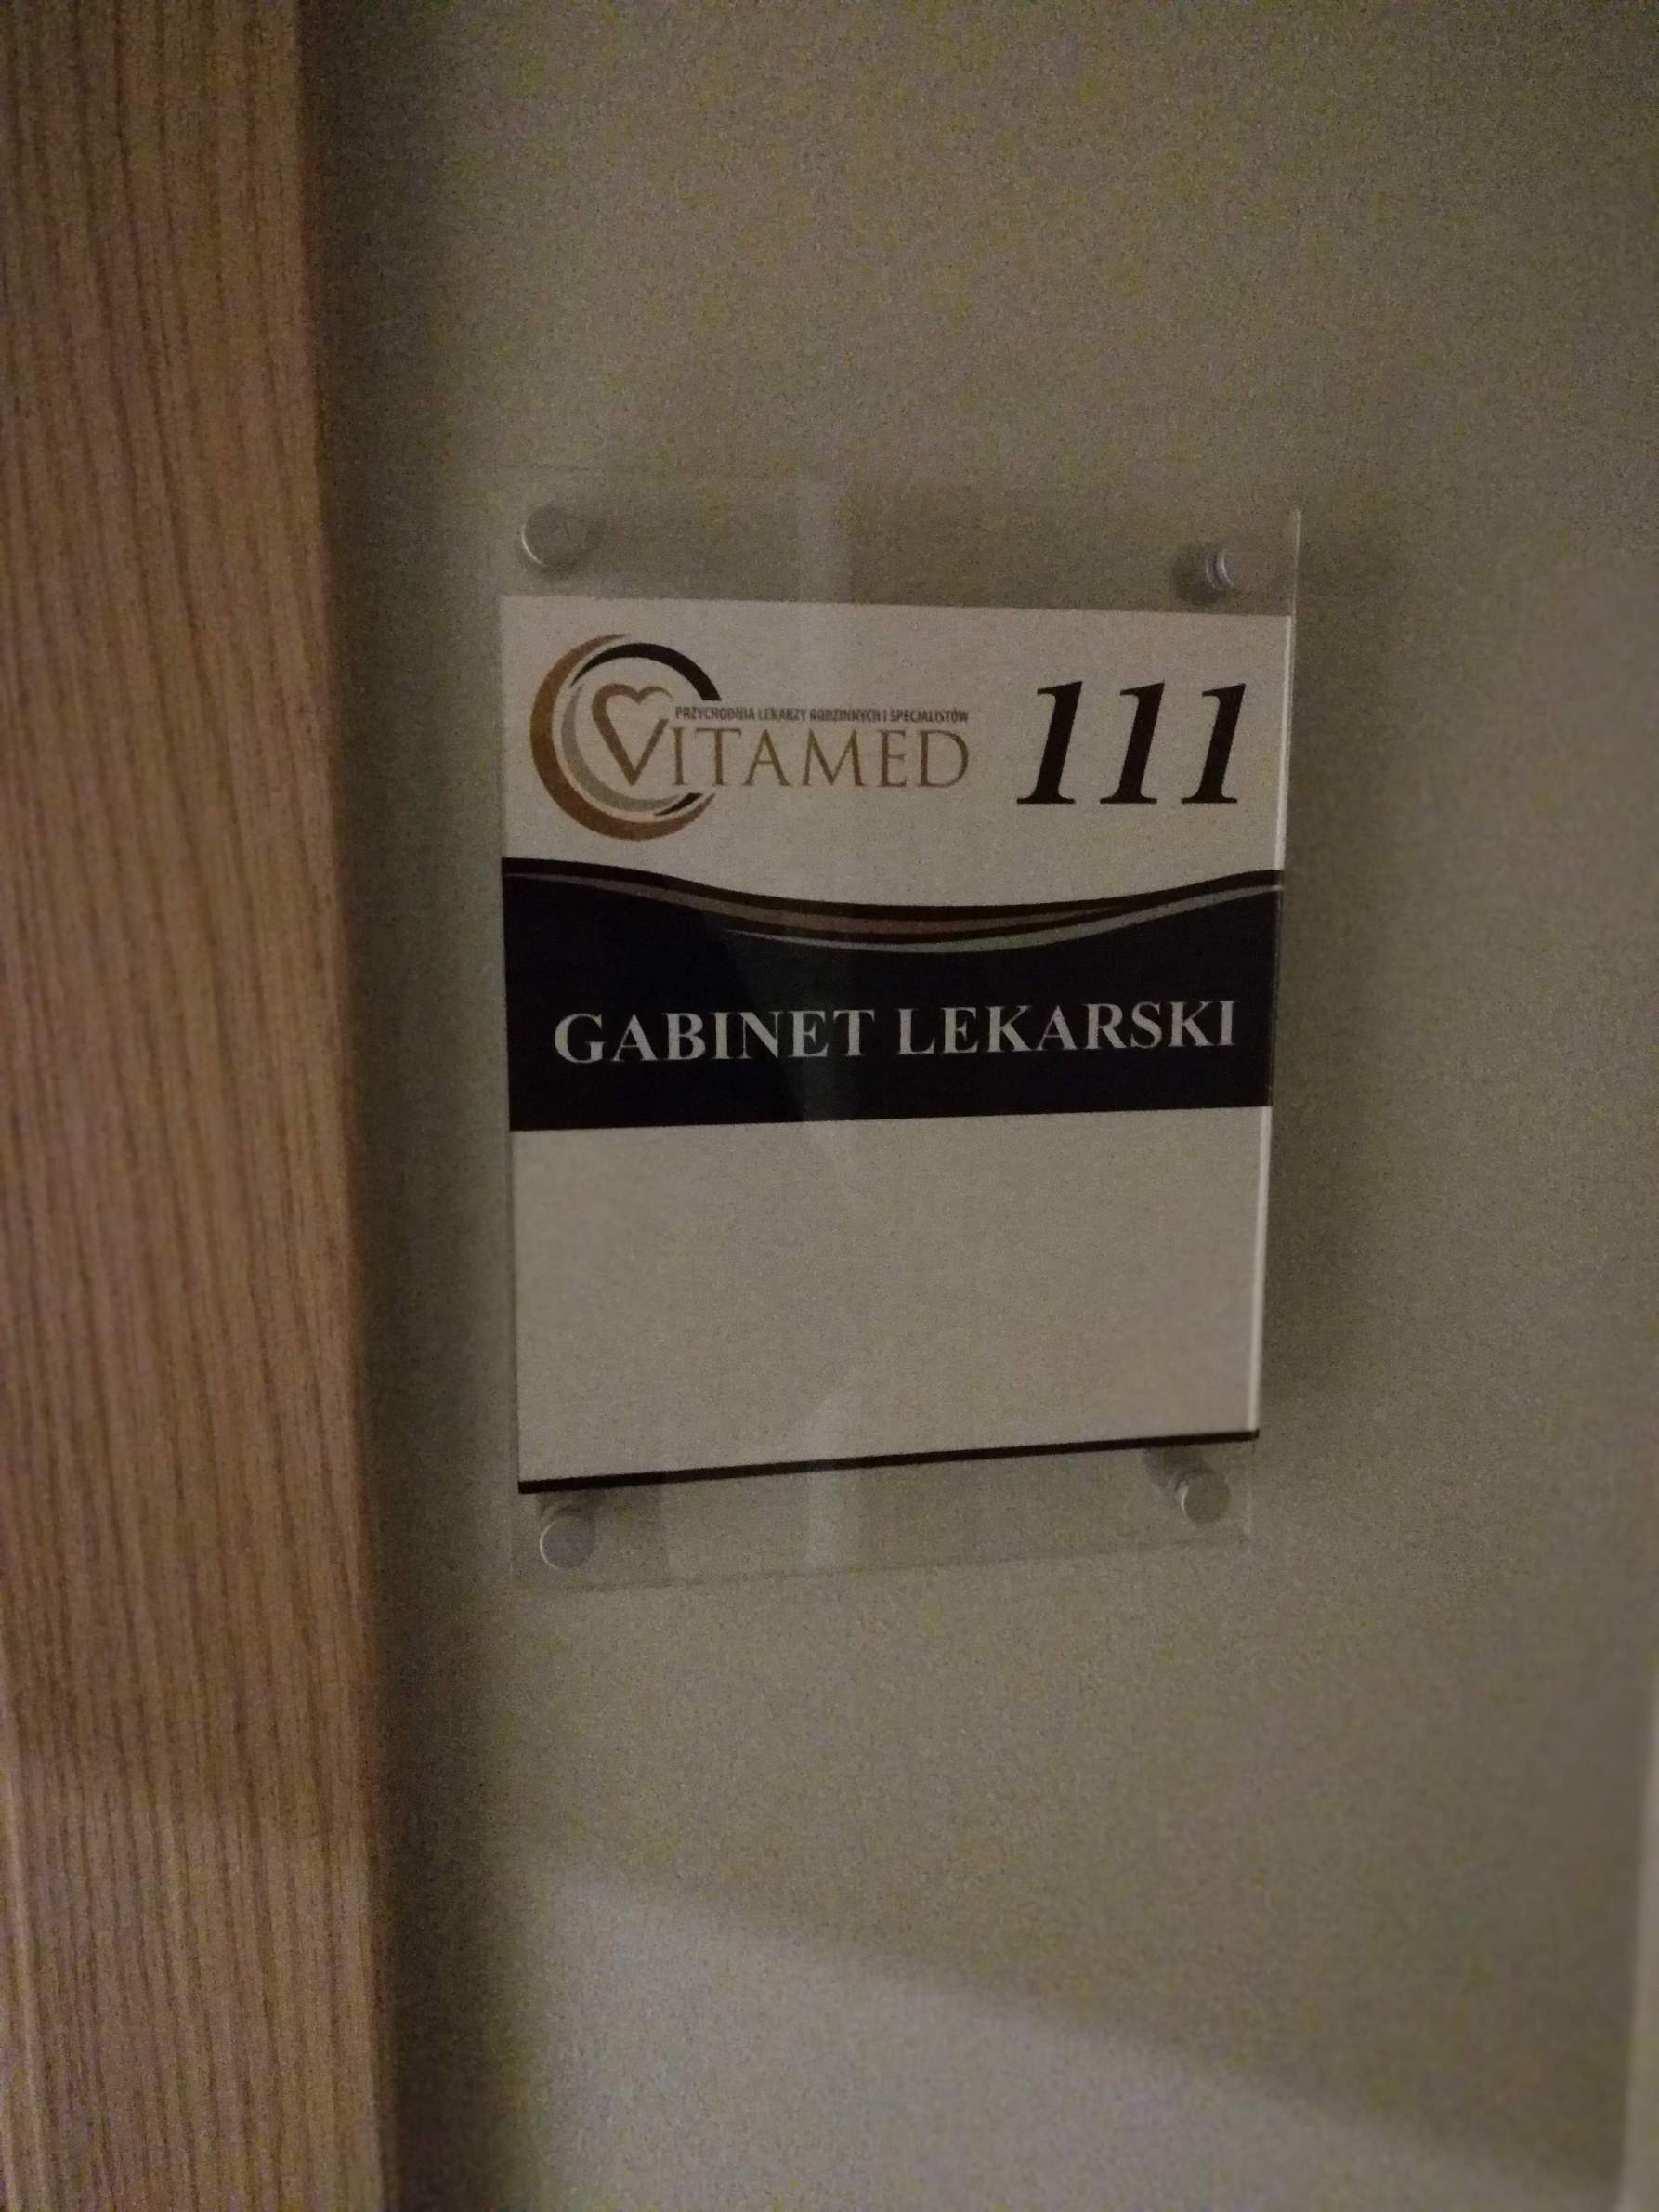 PRZYCHODNIA LEKARZY RODZINNYCH I SPECJALISTÓW
VITAMED
111
GABINET LEKARSKI